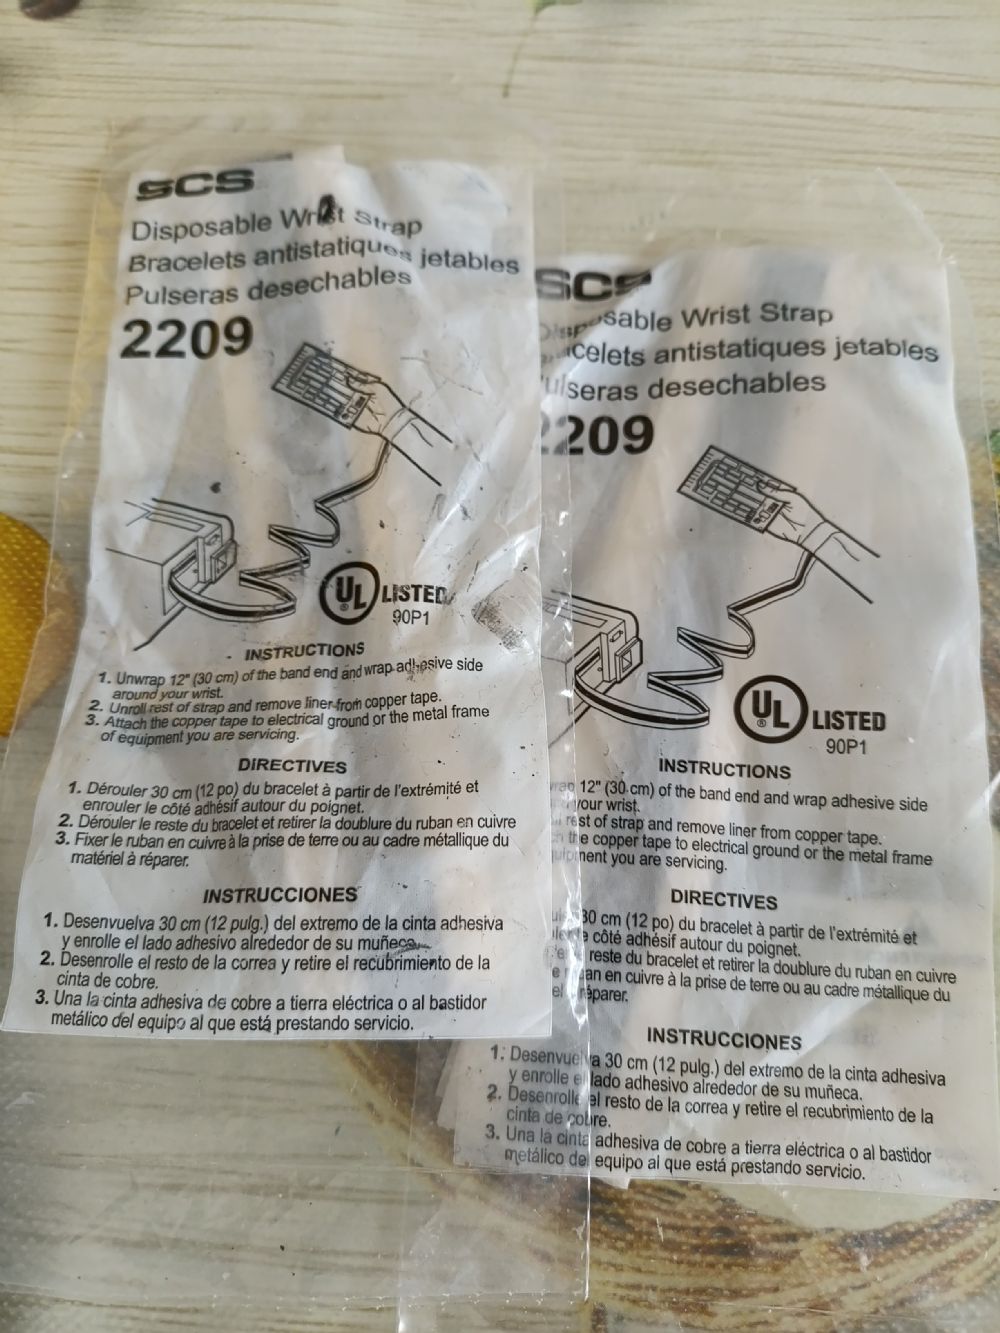 SCS
Disposable Wrist Strap
Bracelets antistatiques jetables
Pulseras desechables
2209
UL
®
LISTED
90P1
INSTRUCTIONS
1. Unwrap 12" (30 cm) of the band end and wrap adhesive side
around your wrist.
2. Unroll rest of strap and remove liner from copper tape.
3. Attach the copper tape to electrical ground or the metal frame
of equipment you are servicing.
DIRECTIVES
1. Dérouler 30 cm (12 po) du bracelet à partir de l'extrémité et
enrouler le côté adhésif autour du poignet.
2. Dérouler le reste du bracelet et retirer la doublure du ruban en cuivre
3. Fixer le ruban en cuivre à la prise de terre ou au cadre métallique du
matériel à réparer.
INSTRUCCIONES
1. Desenvuelva 30 cm (12 pulg.) del extremo de la cinta adhesiva
y enrolle el lado adhesivo alrededor de su muñeca.
2. Desenrolle el resto de la correa y retire el recubrimiento de la
cinta de cobre.
3. Una la cinta adhesiva de cobre a tierra eléctrica o al bastidor
metálico del equipo al que está prestando servicio.
SCS
Disposable Wrist Strap
antistatiques jetables
desechables
2209
UL
®
LISTED
90P1
INSTRUCTIONS
12" (30 cm) of the band end and wrap adhesive side
your wrist.
rest of strap and remove liner from copper tape.
the copper tape to electrical ground or the metal frame
you are servicing.
DIRECTIVES
30 cm (12 po) du bracelet à partir de l'extrémité et
côté adhésif autour du poignet.
reste du bracelet et retirer la doublure du ruban en cuivre
en cuivre à la prise de terre ou au cadre métallique du
réparer.
INSTRUCCIONES
1. Desenvuelva 30 cm (12 pulg.) del extremo de la cinta adhesiva
y enrolle el lado adhesivo alrededor de su muñeca.
2. Desenrolle el resto de la correa y retire el recubrimiento de la
cinta de cobre.
3. Una la cinta adhesiva de cobre a tierra eléctrica o al bastidor
metálico del equipo al que está prestando servicio.